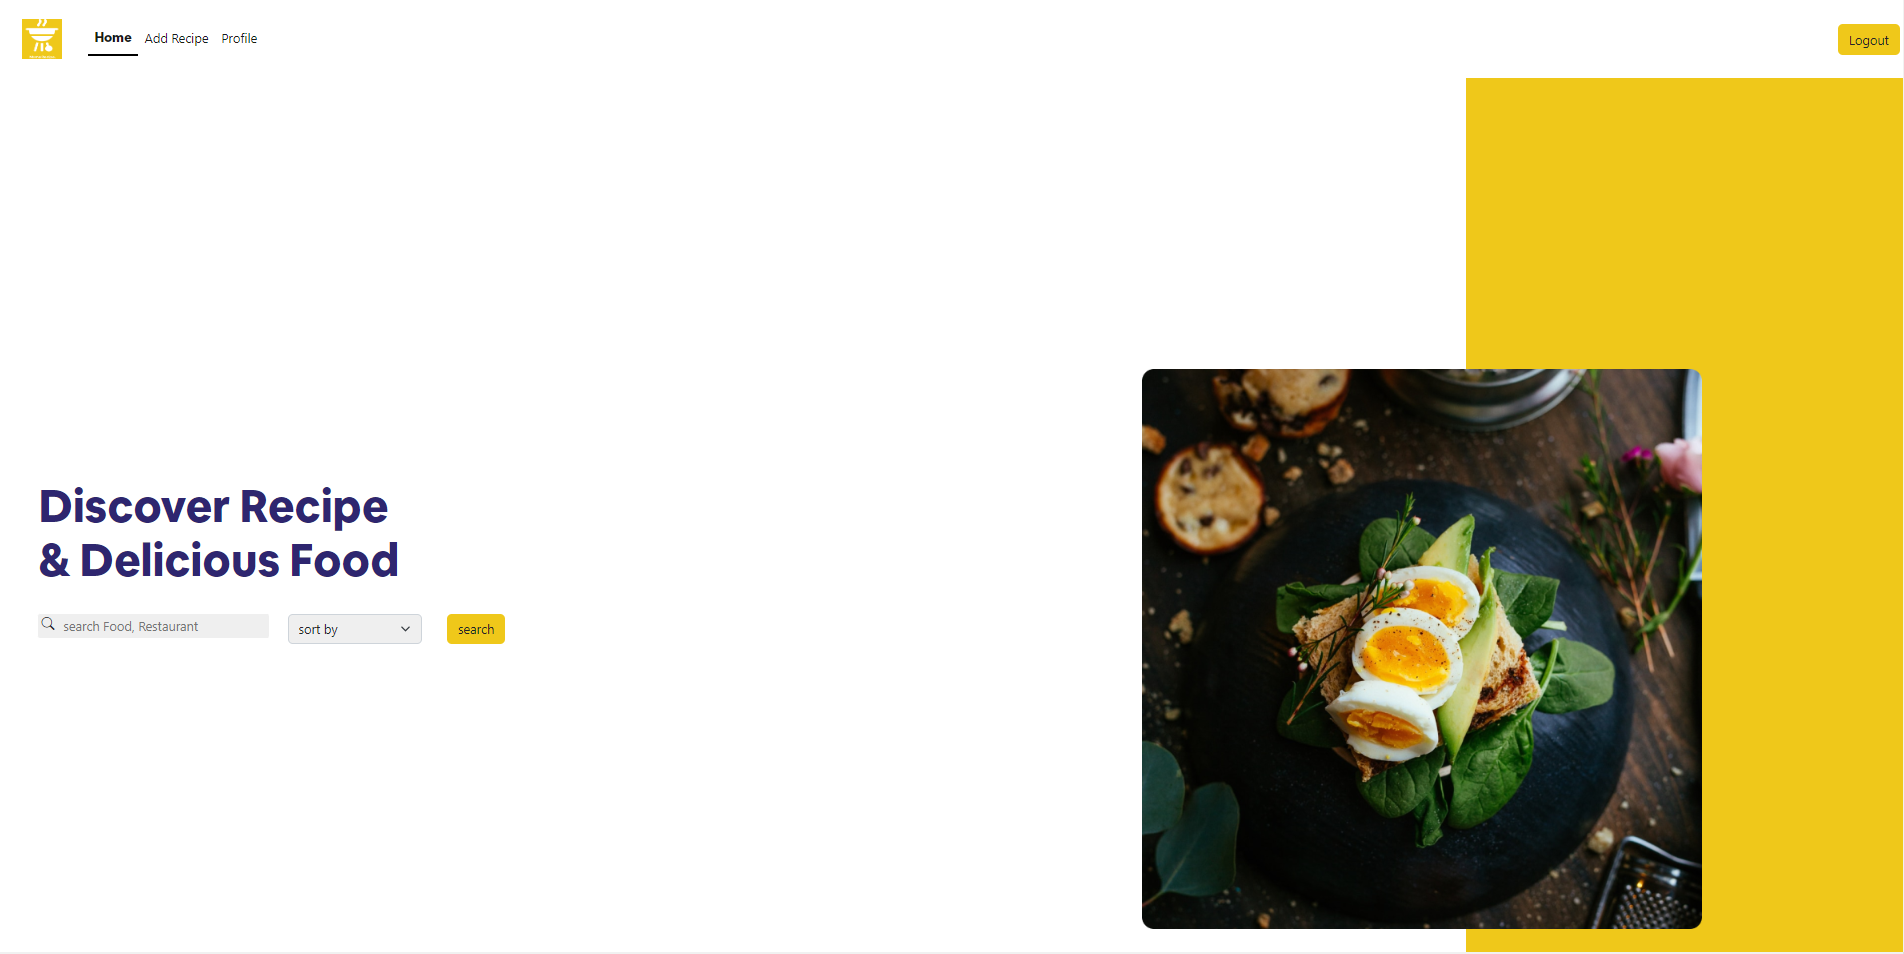 Home Add Recipe Profile Logout
Discover Recipe
& Delicious Food
search Food, Restaurant sort by search